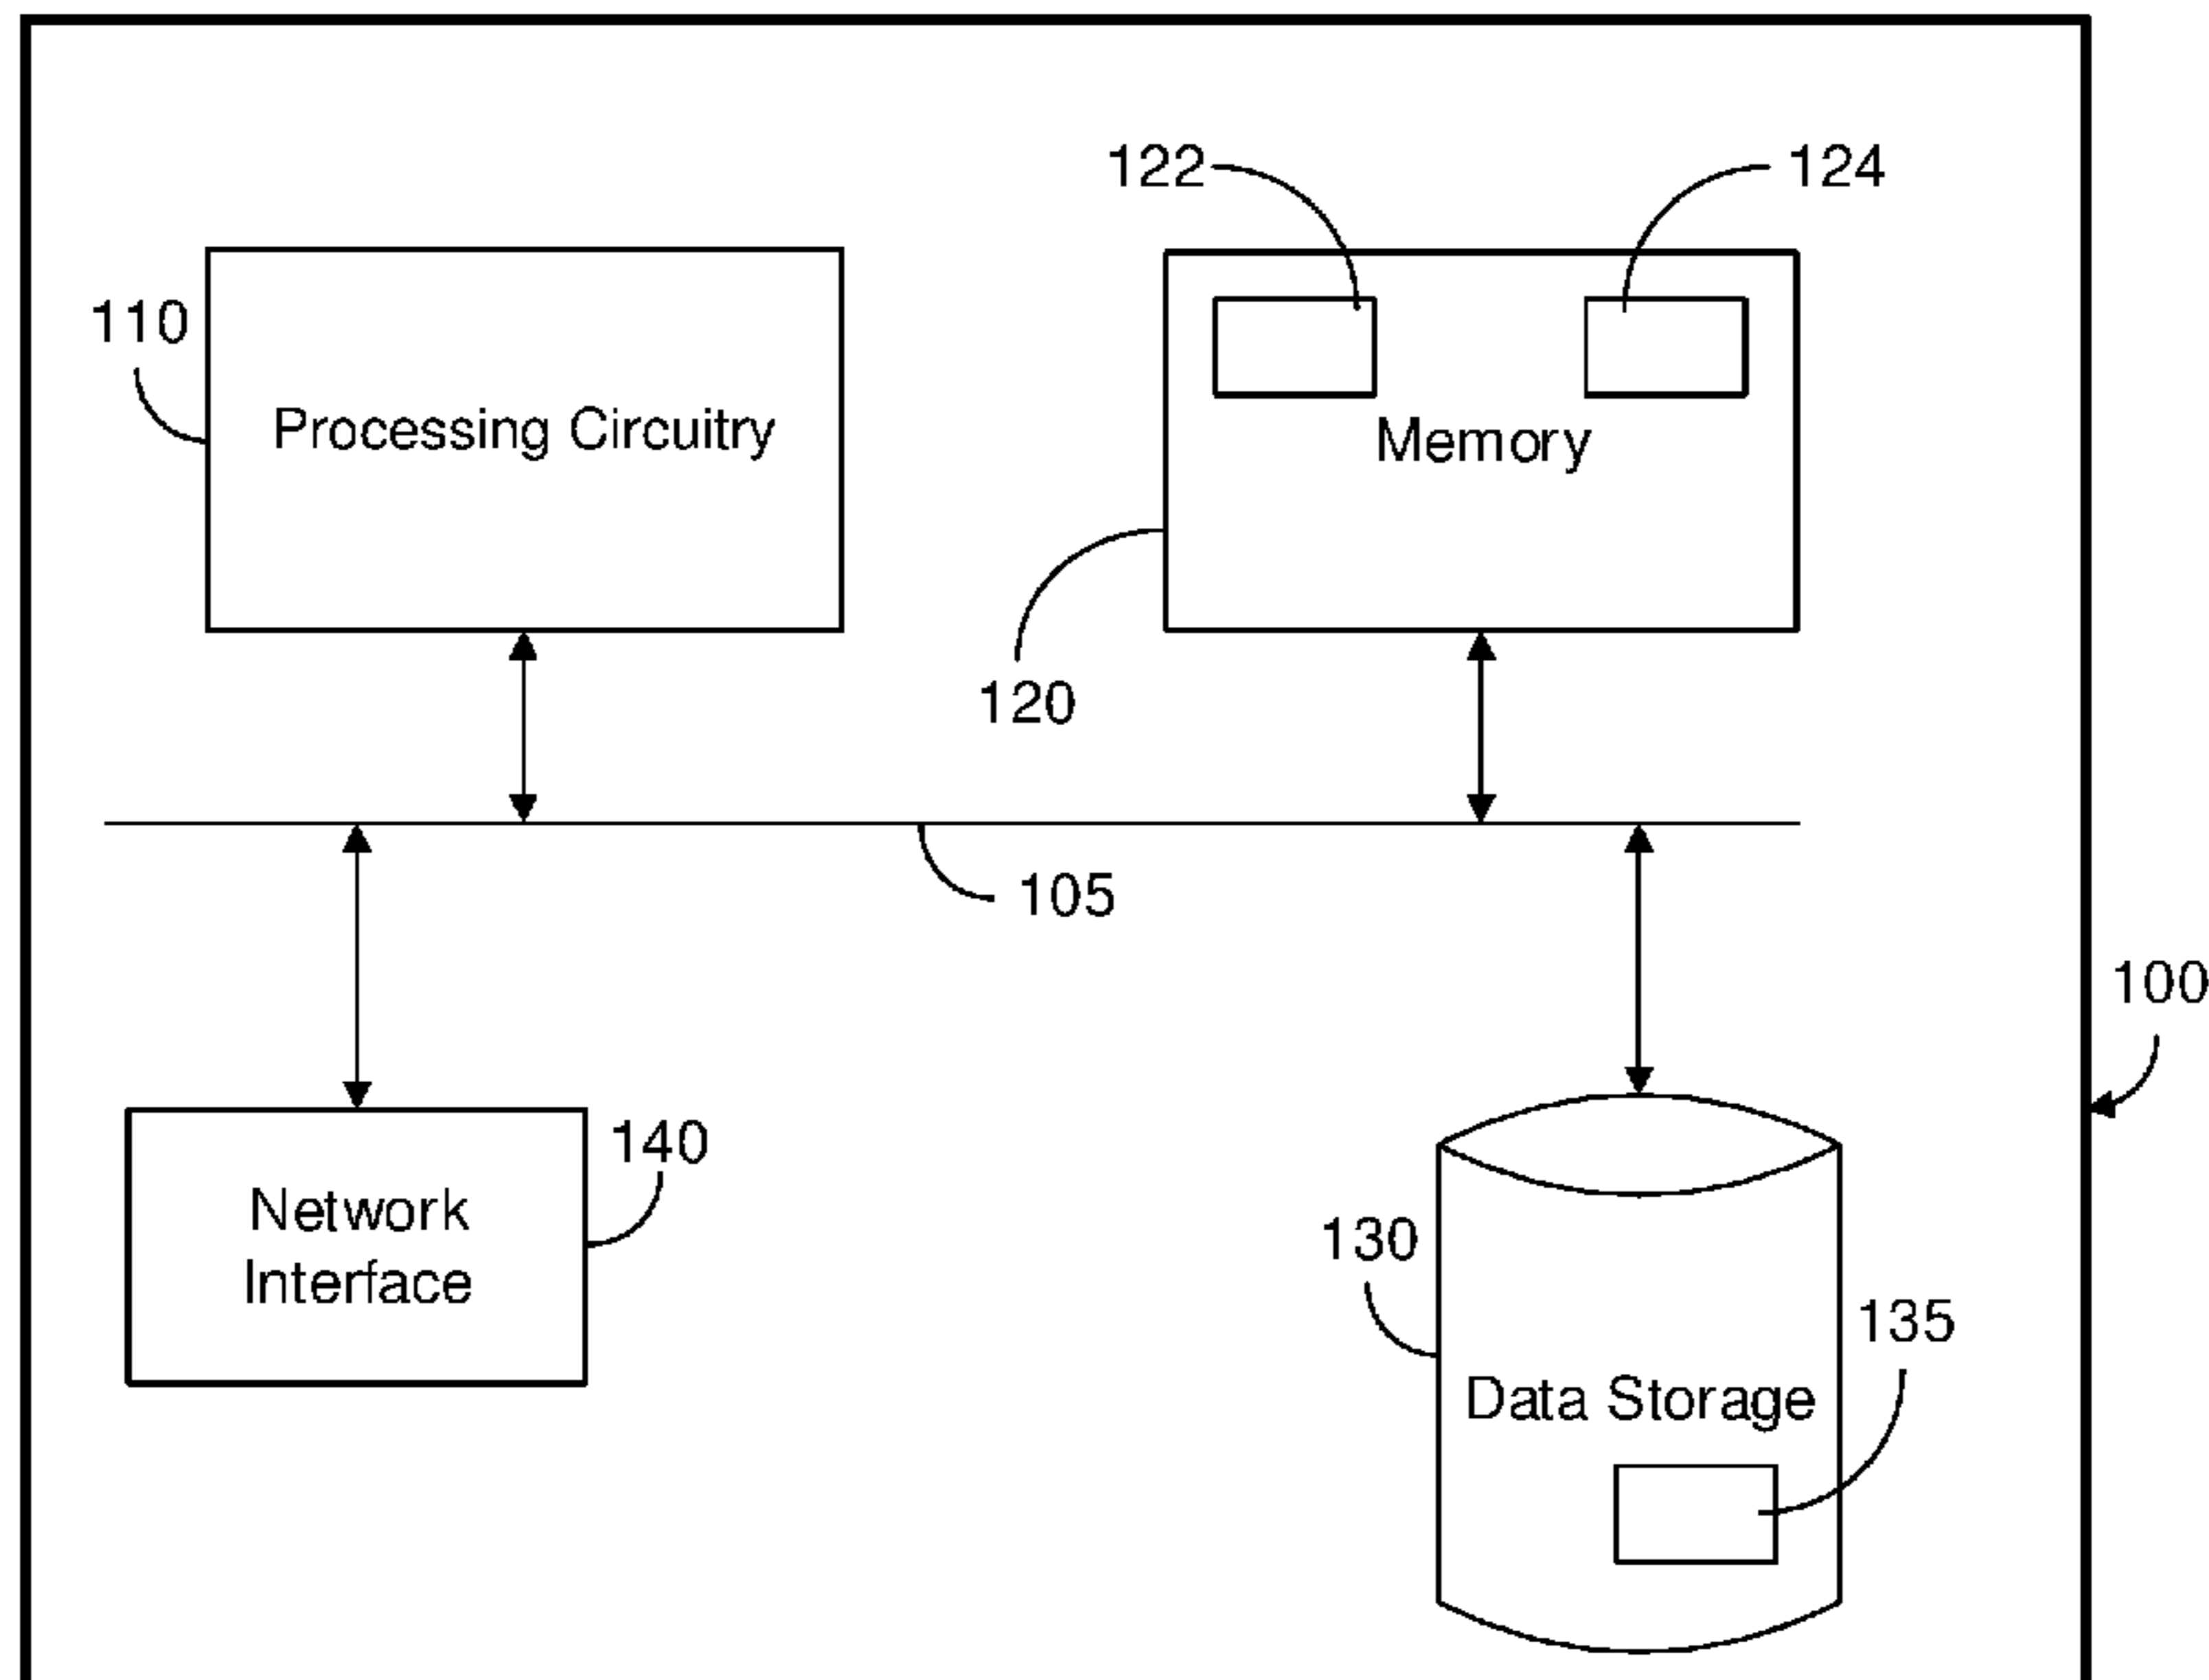 122
124
110
Processing Circuitry
Memory
120
105
100
140
Network
Interface
130
135
Data Storage